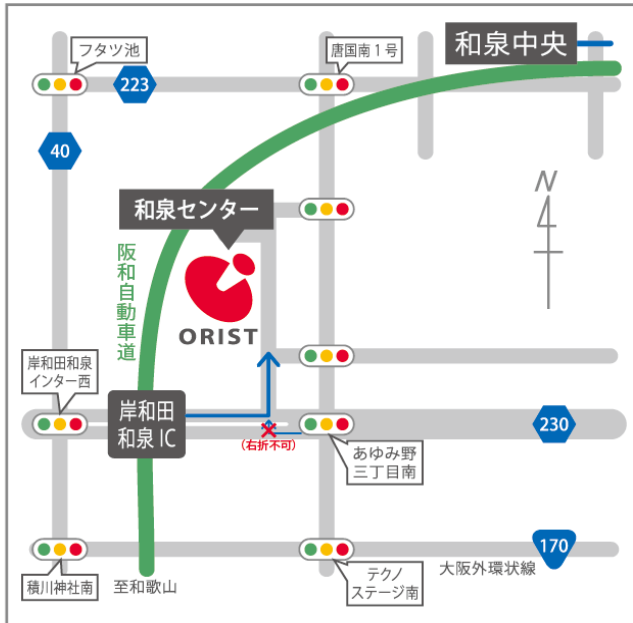 フタツ池
唐国南1号
和泉中央
223
40
N
和泉センター
阪和自動車道
ORIST
岸和田和泉
インター西
岸和田
和泉IC
(右折不可)
あゆみ野
三丁目南
230
積川神社南
至和歌山
テクノ
ステージ南
大阪外環状線
170